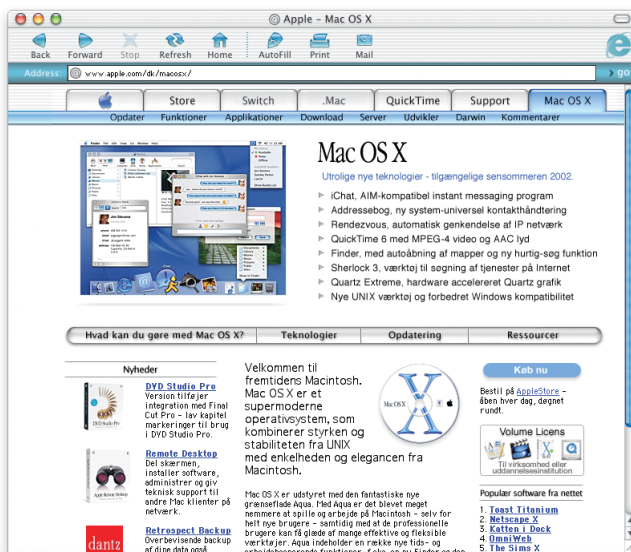 Apple – Mac OS X
Back Forward Stop Refresh Home AutoFill Print Mail
Address: www.apple.com/dk/macosx/ go
Store Switch .Mac QuickTime Support Mac OS X
Opdater Funktioner Applikationer Download Server Udvikler Darwin Kommentarer
Mac OS X
Utrolige nye teknologier - tilgængelige sensommeren 2002.
iChat, AIM-kompatibel instant messaging program
Addressebog, ny system-universel kontakthåndtering
Rendezvous, automatisk genkendelse af IP netværk
QuickTime 6 med MPEG-4 video og AAC lyd
Finder, med autoåbning af mapper og ny hurtig-søg funktion
Sherlock 3, værktøj til søgning af tjenester på Internet
Quartz Extreme, hardware accelereret Quartz grafik
Nye UNIX værktøj og forbedret Windows kompatibilitet
Hvad kan du gøre med Mac OS X? Teknologier Opdatering Ressourcer
Nyheder
DVD Studio Pro
Version tilføjer
integration med Final
Cut Pro – lav kapitel
markeringer til brug
i DVD Studio Pro.
DVD Studio Pro
Remote Desktop
Del skærmen,
installer software,
administrer og giv
teknisk support til
andre Mac klienter på
netværk.
Apple Remote Desktop
Retrospect Backup
Overbevisende backup
af dine data også
dantz
Velkommen til
fremtidens Macintosh.
Mac OS X er et
supermoderne
operativsystem, som
kombinerer styrken og
stabiliteten fra UNIX
med enkelheden og elegancen fra
Macintosh.
Mac OS X
Mac OS X er udstyret med den fantastiske nye
grænseflade Aqua. Med Aqua er det blevet meget
nemmere at spille og arbejde på Macintosh – selv for
helt nye brugere – samtidig med at de professionelle
brugere kan få glæde af mange effektive og fleksible
værktøjer. Aqua indeholder en række nye tids- og
Køb nu
Bestil på AppleStore –
åben hver dag, døgnet
rundt.
Volume Licens
Til virksomhed eller
uddannelsesinstitution
Populær software fra nettet
1. Toast Titanium
2. Netscape X
3. Katten i Dock
4. OmniWeb
5. The Sims X